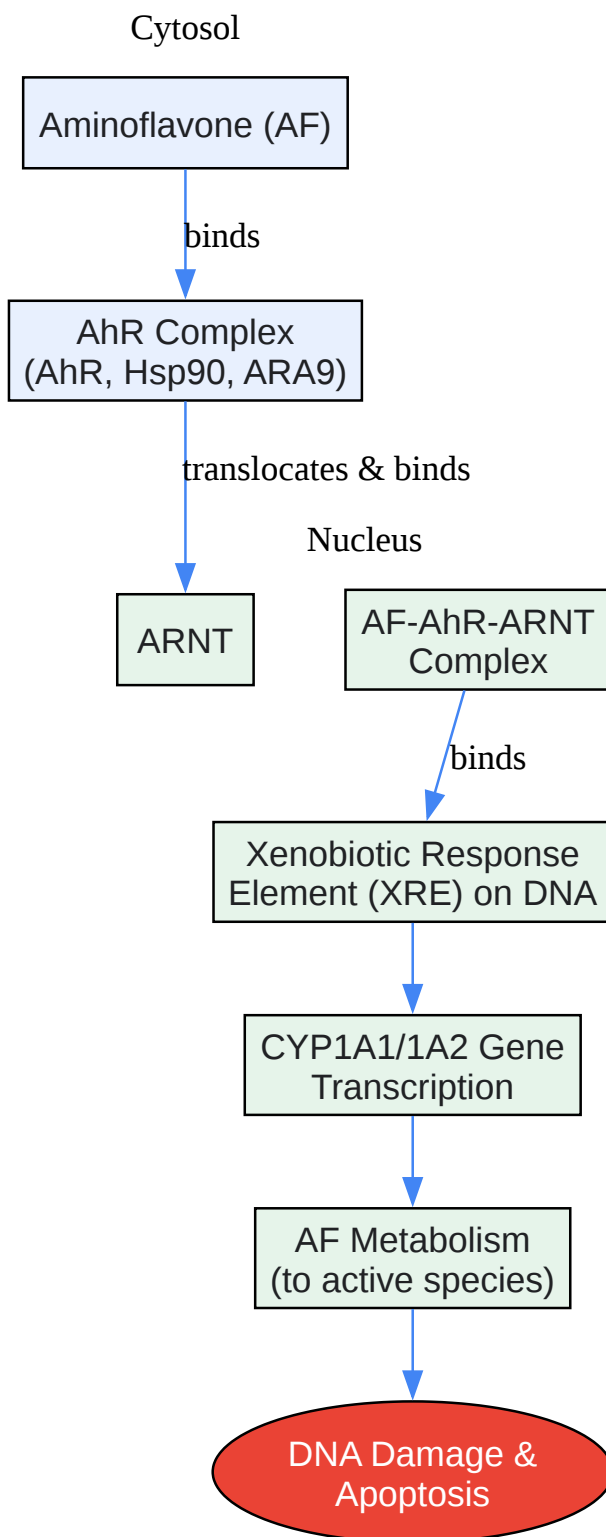 Cytosol
Aminoflavone (AF)
binds
AhR Complex
(AhR, Hsp90, ARA9)
translocates & binds
Nucleus
ARNT
AF-AhR-ARNT
Complex
binds
Xenobiotic Response
Element (XRE) on DNA
CYP1A1/1A2 Gene
Transcription
AF Metabolism
(to active species)
DNA Damage &
Apoptosis